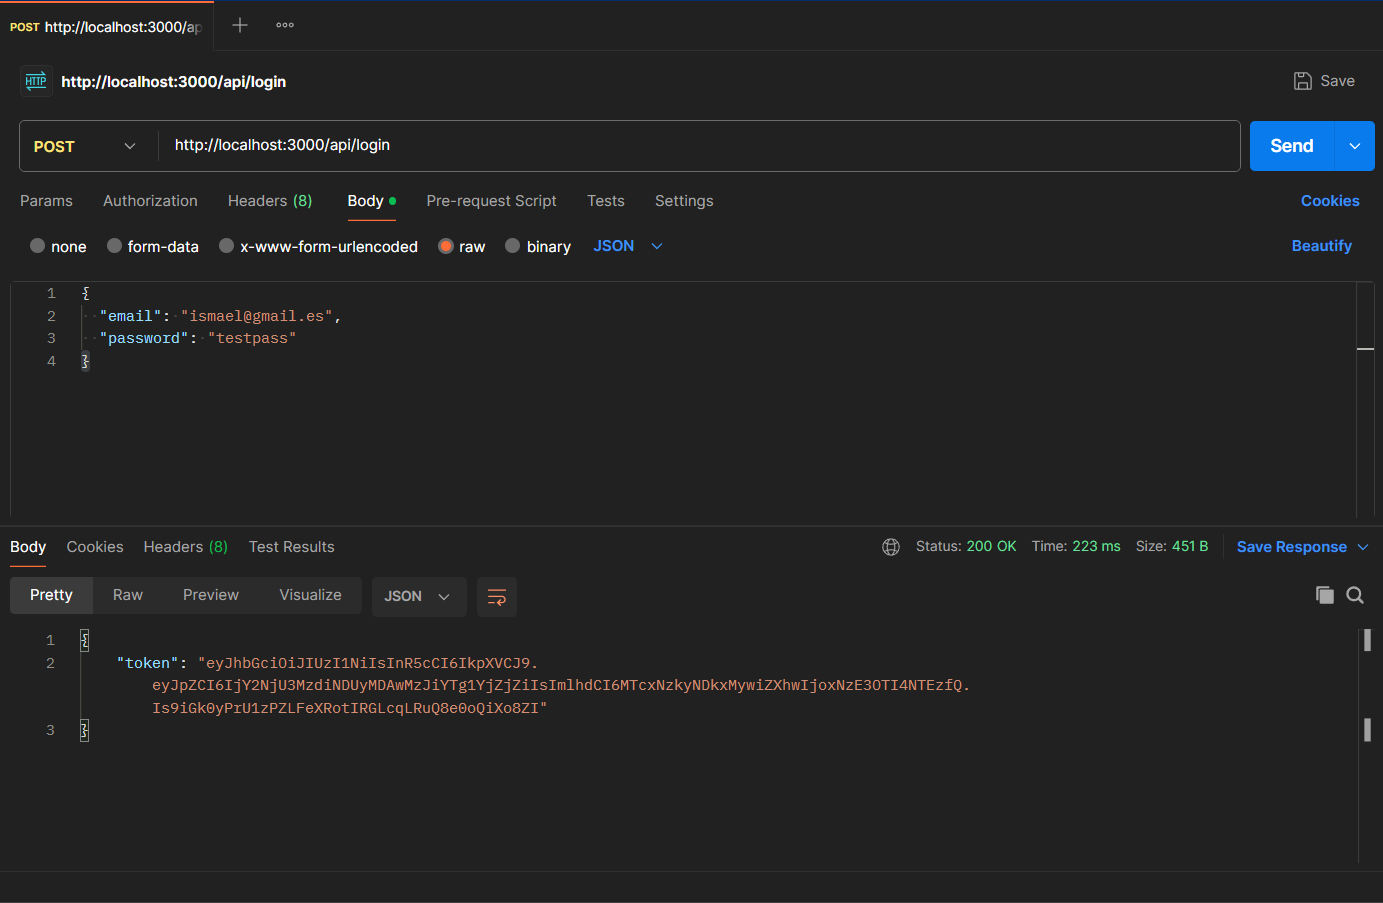 POST http://localhost:3000/ap
HTTP http://localhost:3000/api/login Save
POST http://localhost:3000/api/login Send
Params Authorization Headers (8) Body Pre-request Script Tests Settings Cookies
none form-data x-www-form-urlencoded raw binary JSON Beautify
1 {
2 "email": "ismael@gmail.es",
3 "password": "testpass"
4 }
Body Cookies Headers (8) Test Results Status: 200 OK Time: 223 ms Size: 451 B Save Response
Pretty Raw Preview Visualize JSON
1 {
2 "token": "eyJhbGciOiJIUzI1NiIsInR5cCI6IkpXVCJ9.
eyJpZCI6IjY2NjU3MzdiNDUyMDAwMzJiYTg1YjZjZiIsImlhdCI6MTcxNzkyNDkxMywiZXhwIjoxNzE3OTI4NTEzfQ.
Is9iGk0yPrU1zPZLFeXRotIRGLcqLRuQ8e0oQiXo8ZI"
3 }